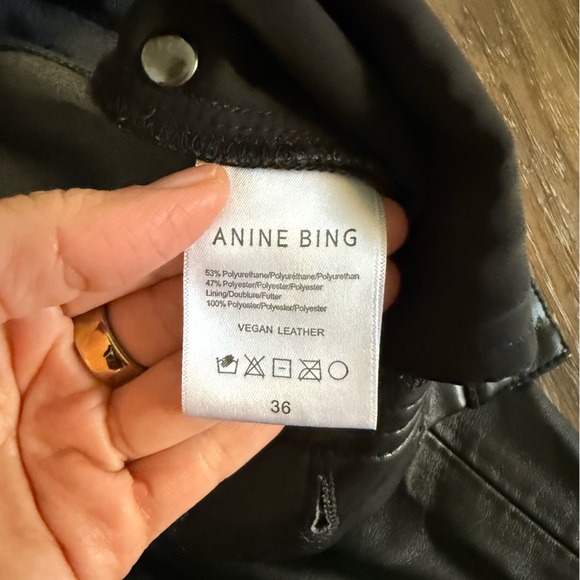 ANINE BING
53% Polyurethane/Polyuréthane/Polyurethan
47% Polyester/Polyester/Polyester
Lining/Doublure/Futter
100% Polyester/Polyester/Polyester
VEGAN LEATHER
36